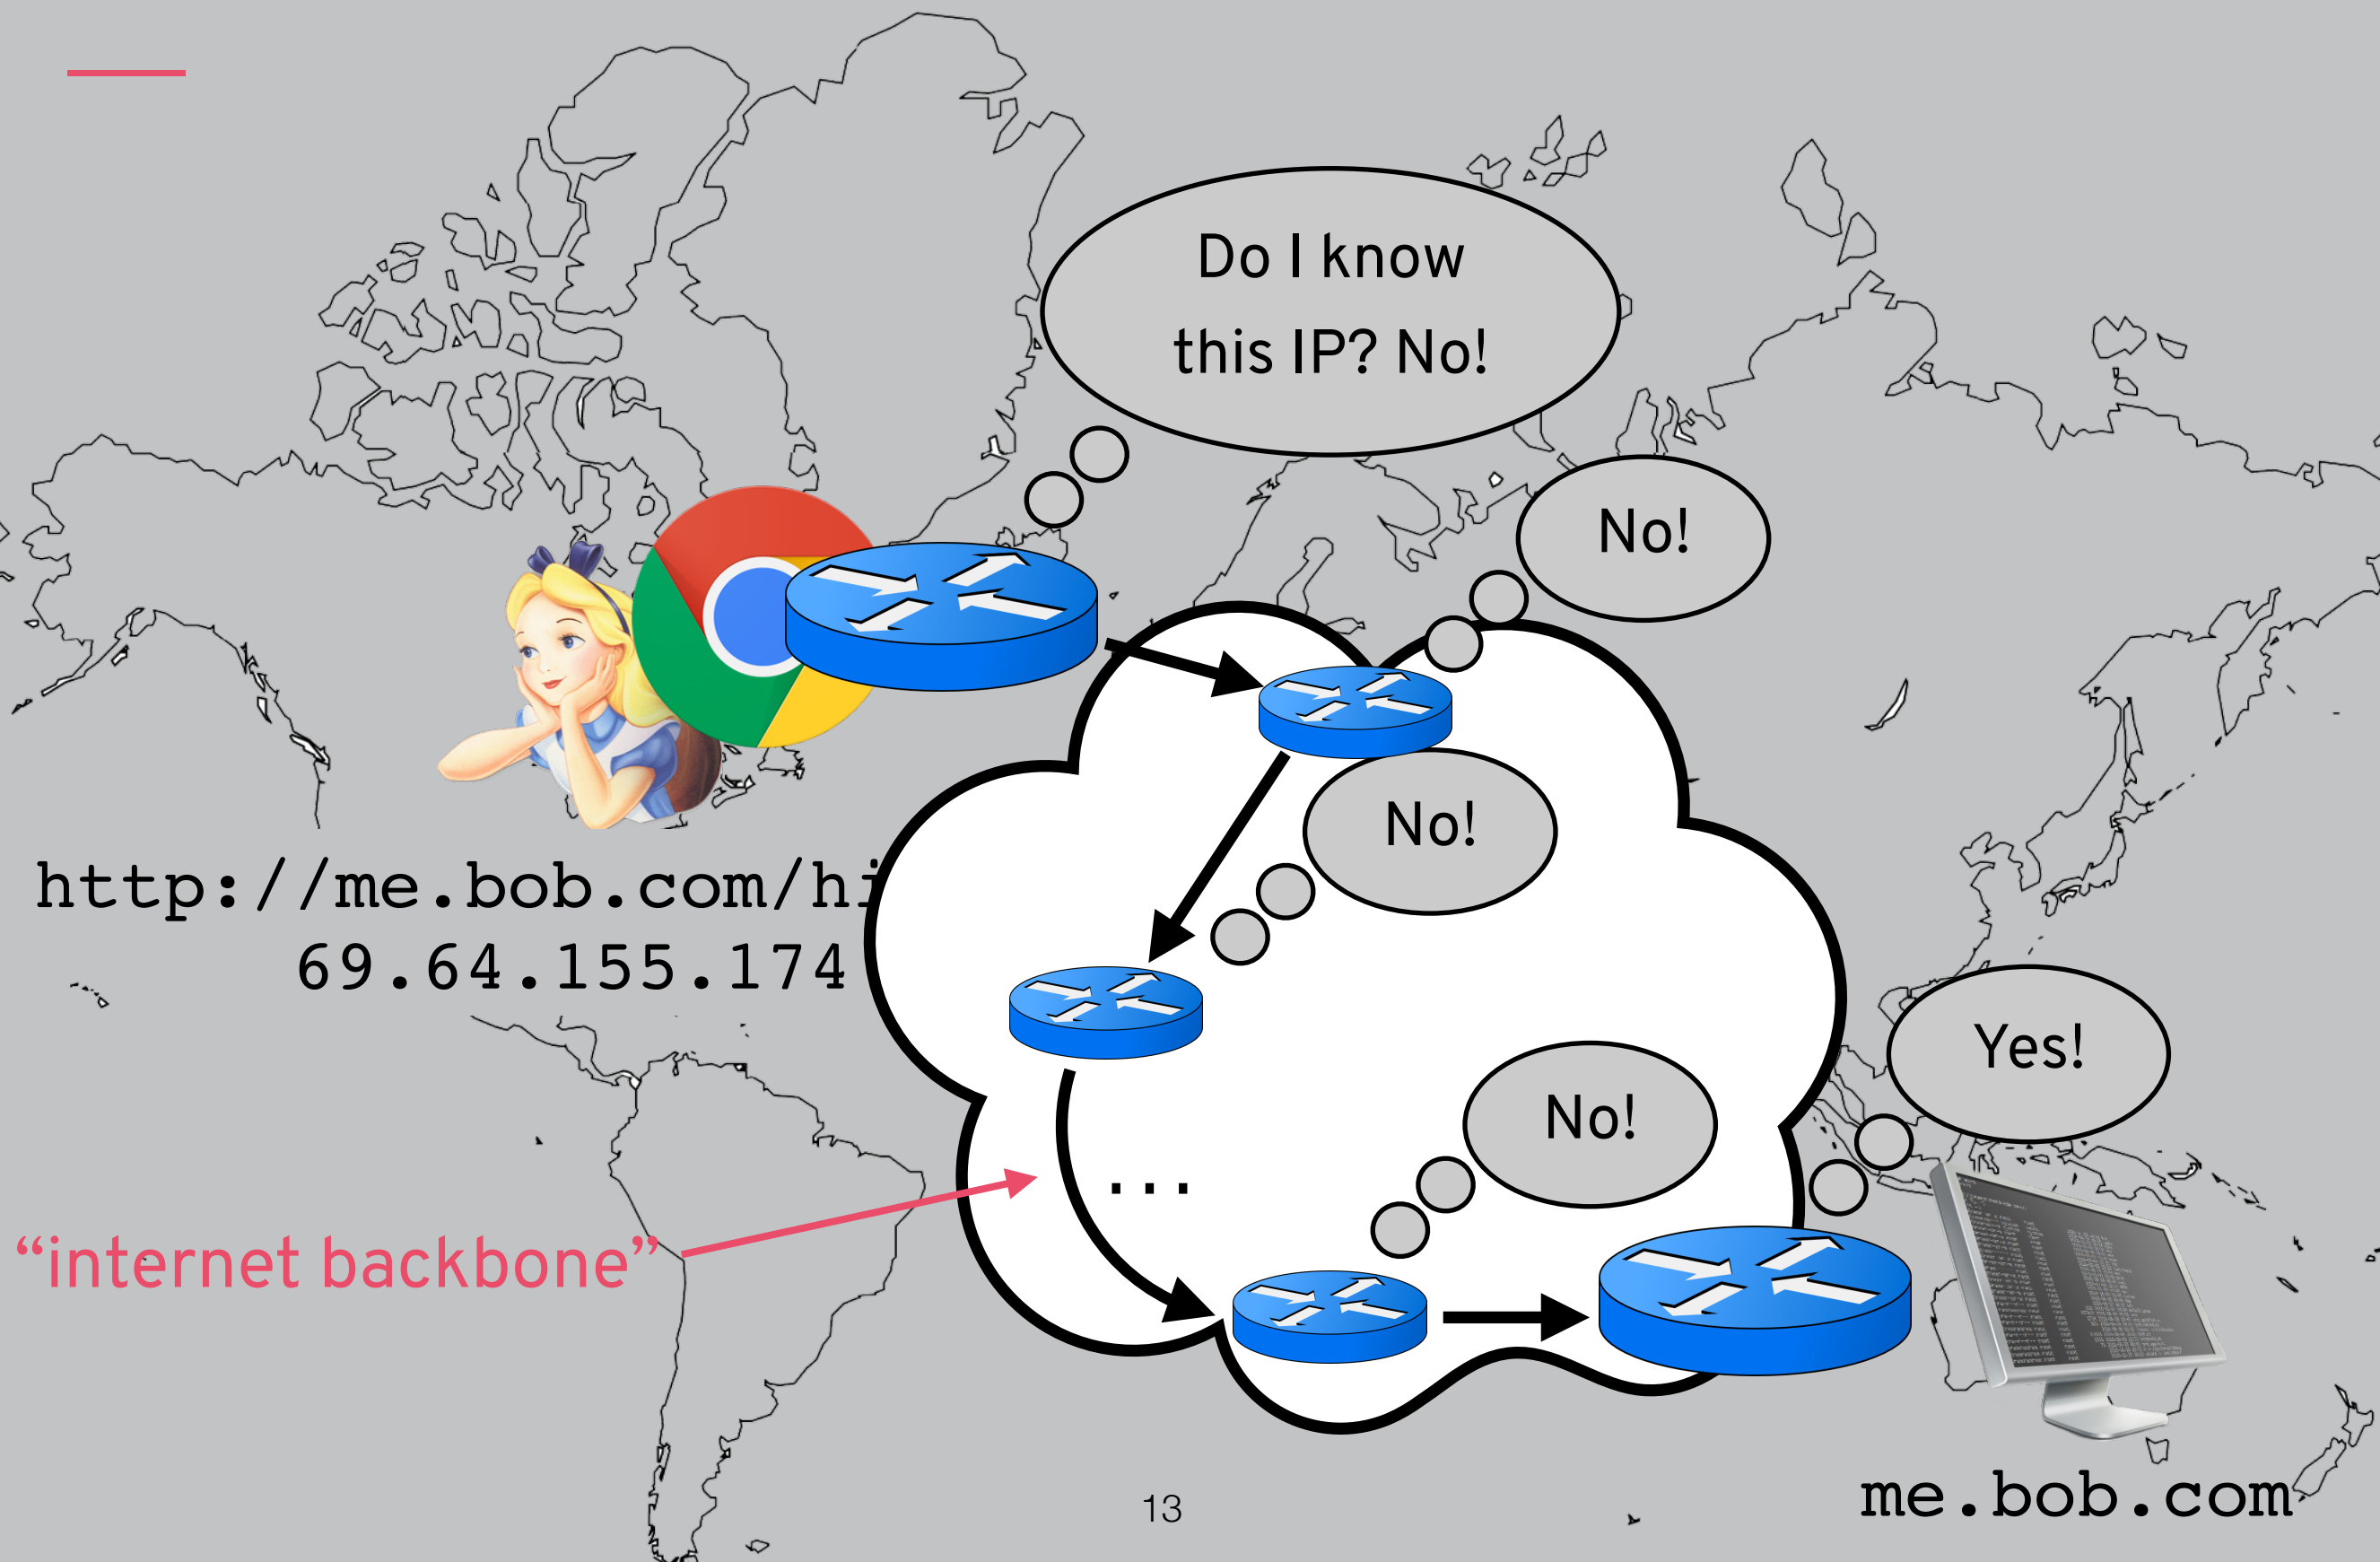 Do I know
this IP? No!
No!
No!
http://me.bob.com/hi
69.64.155.174
Yes!
No!
...
“internet backbone”
me.bob.com
13